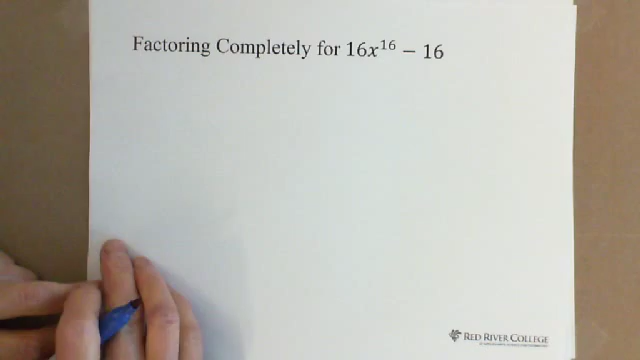 Factoring Completely for 16x¹⁶ − 16
RED RIVER COLLEGE